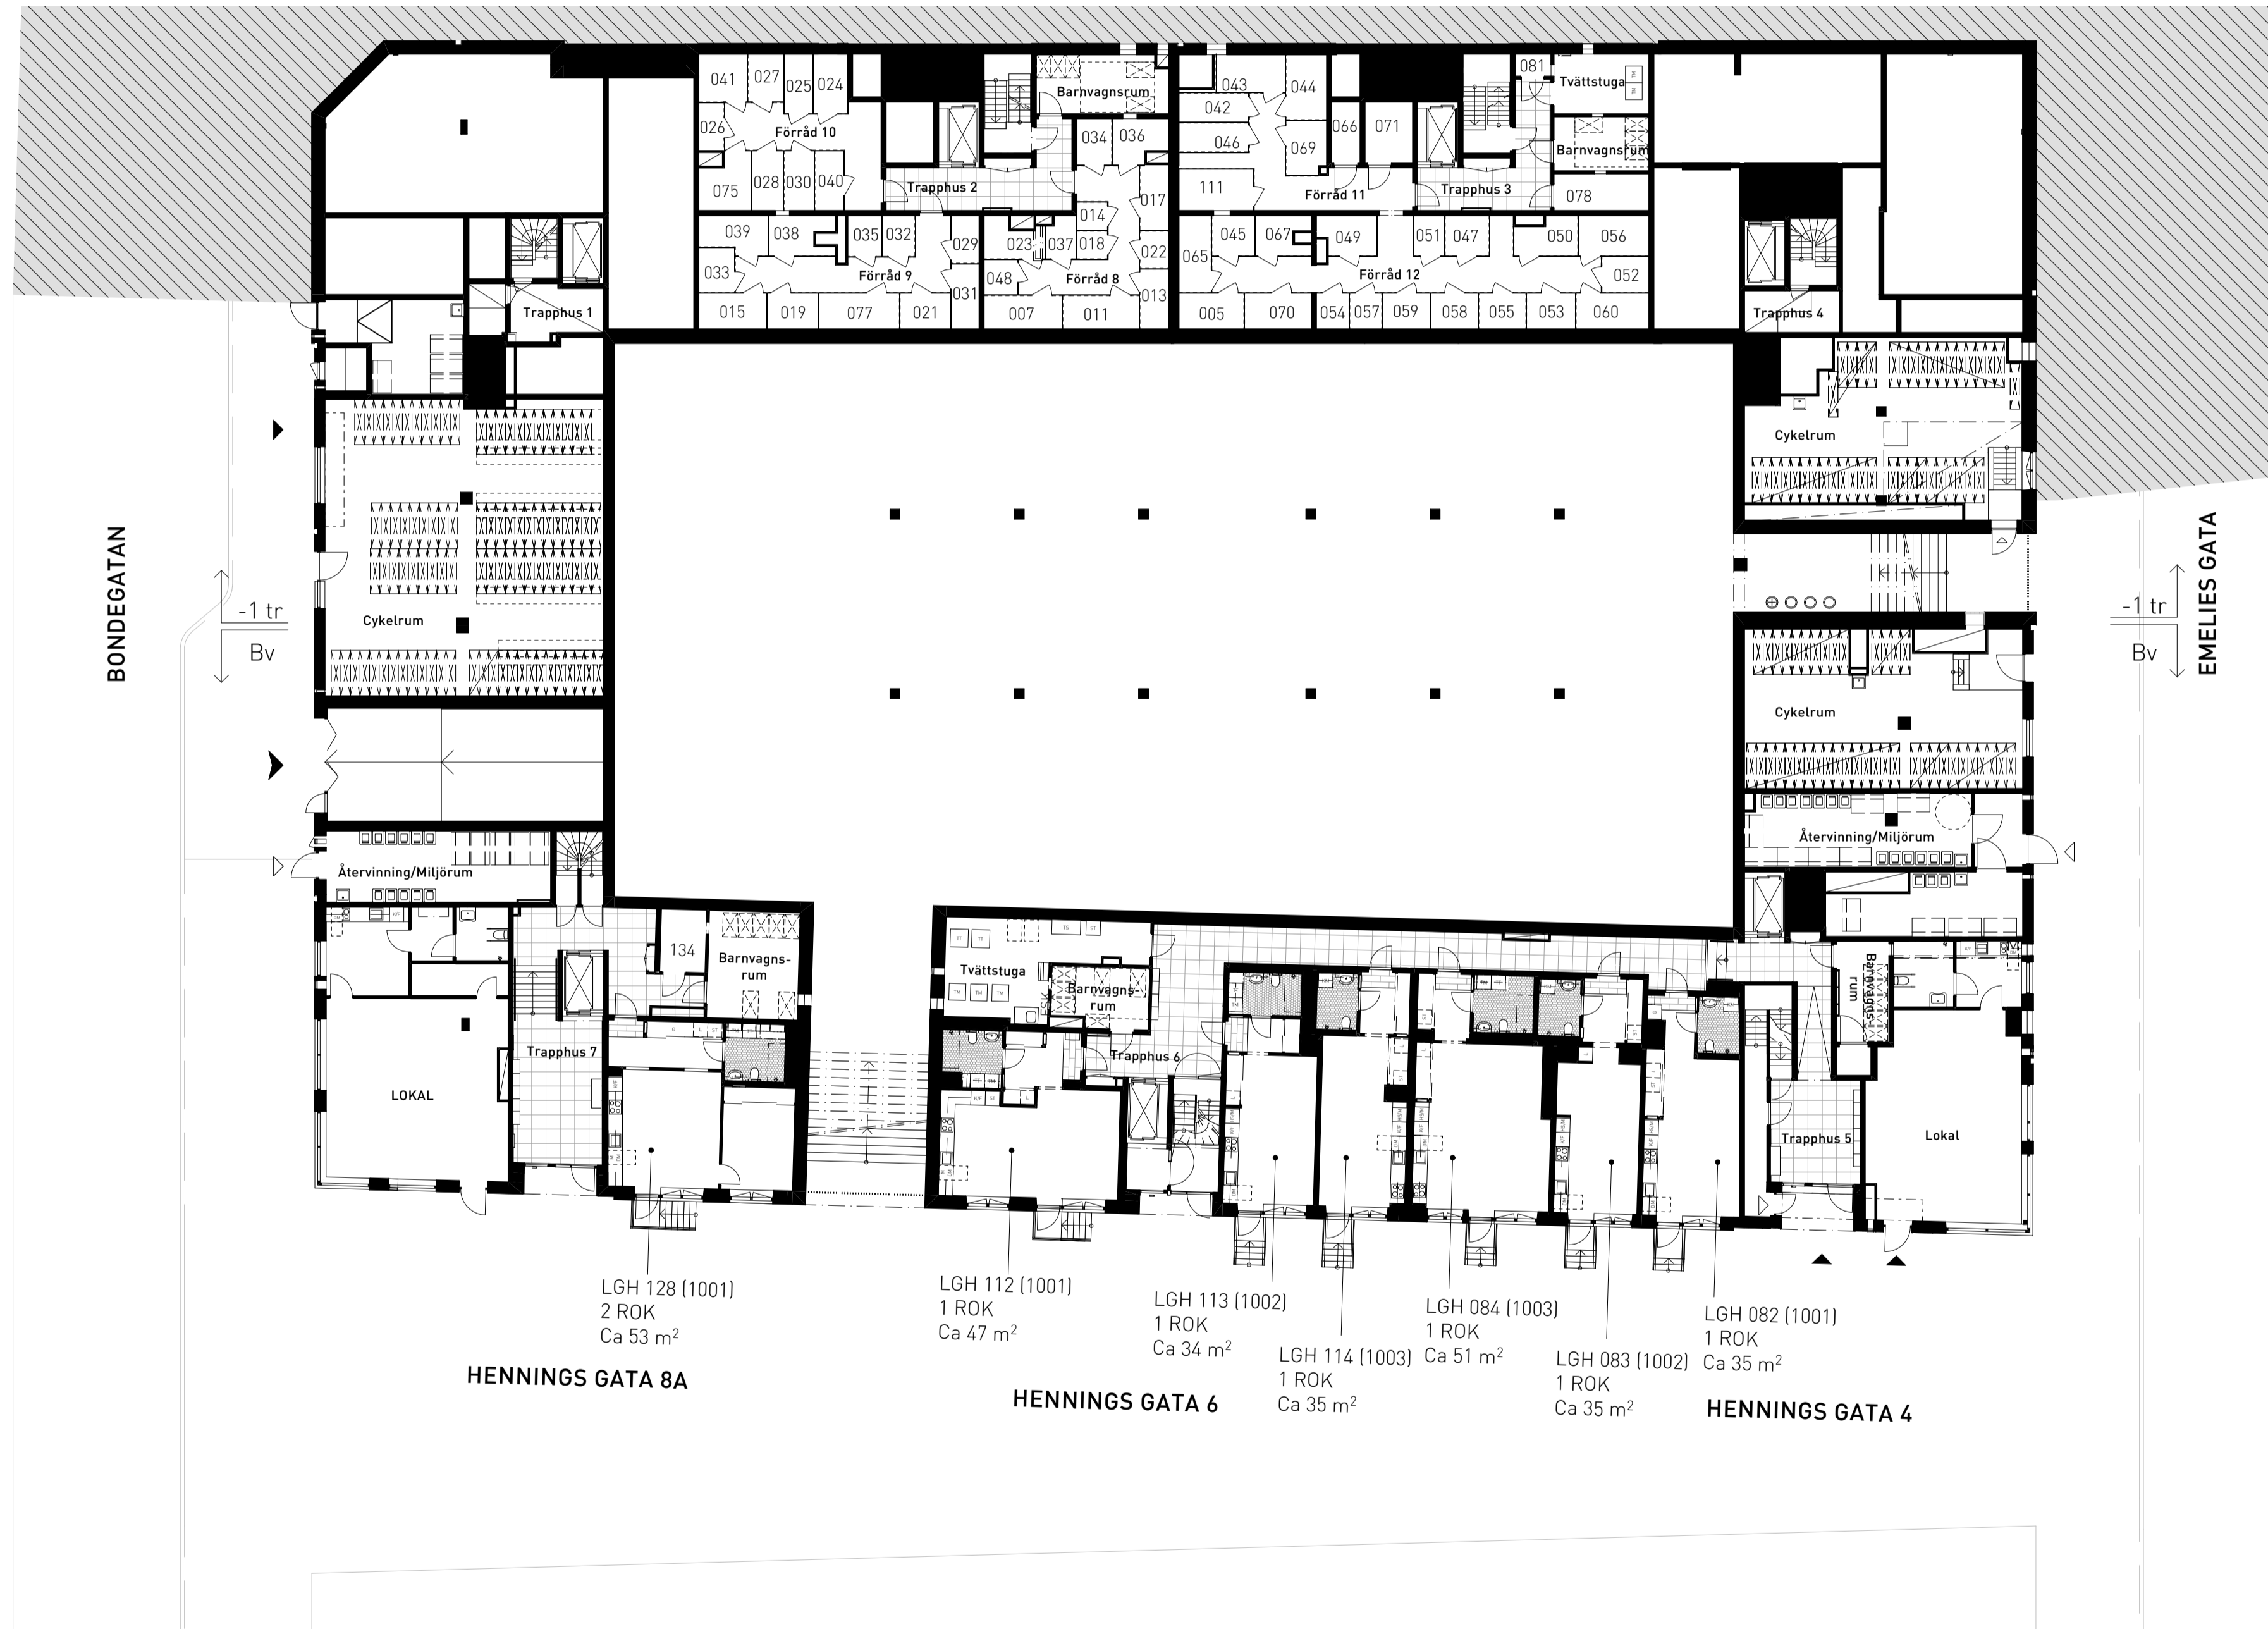 041
027
025
024
026
Förråd 10
075
028
030
040
Barnvagnsrum
034
036
Trapphus 2
017
014
037
018
022
023
048
Förråd 8
013
007
011
039
038
035
032
029
033
Förråd 9
031
015
019
077
021
043
044
042
046
066
071
069
111
Förråd 11
081
Tvättstuga
TM
TM
Barnvagnsrum
Trapphus 3
078
045
067
049
051
047
050
056
065
Förråd 12
052
005
070
054
057
059
058
055
053
060
Trapphus 1
Trapphus 4
Cykelrum
Cykelrum
Cykelrum
BONDEGATAN
-1 tr
Bv
EMELIES GATA
-1 tr
Bv
Återvinning/Miljörum
Återvinning/Miljörum
134
Barnvagns-
rum
Trapphus 7
LOKAL
TT
TT
TS
ST
Tvättstuga
TM
TM
TM
Barnvagns-
rum
Trapphus 6
Barnvagns-
rum
Trapphus 5
Lokal
LGH 128 (1001)
2 ROK
Ca 53 m²
LGH 112 (1001)
1 ROK
Ca 47 m²
LGH 113 (1002)
1 ROK
Ca 34 m²
LGH 114 (1003)
1 ROK
Ca 35 m²
LGH 084 (1003)
1 ROK
Ca 51 m²
LGH 083 (1002)
1 ROK
Ca 35 m²
LGH 082 (1001)
1 ROK
Ca 35 m²
HENNINGS GATA 8A
HENNINGS GATA 6
HENNINGS GATA 4